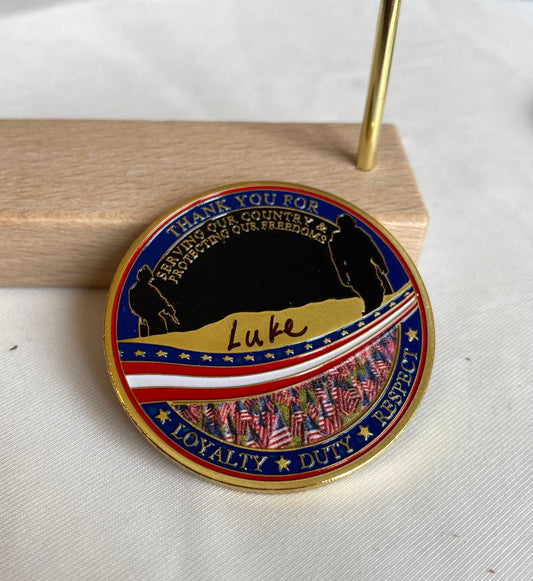 THANK YOU FOR
SERVING OUR COUNTRY &
PROTECTING OUR FREEDOMS
Luke
LOYALTY ★ DUTY ★ RESPECT